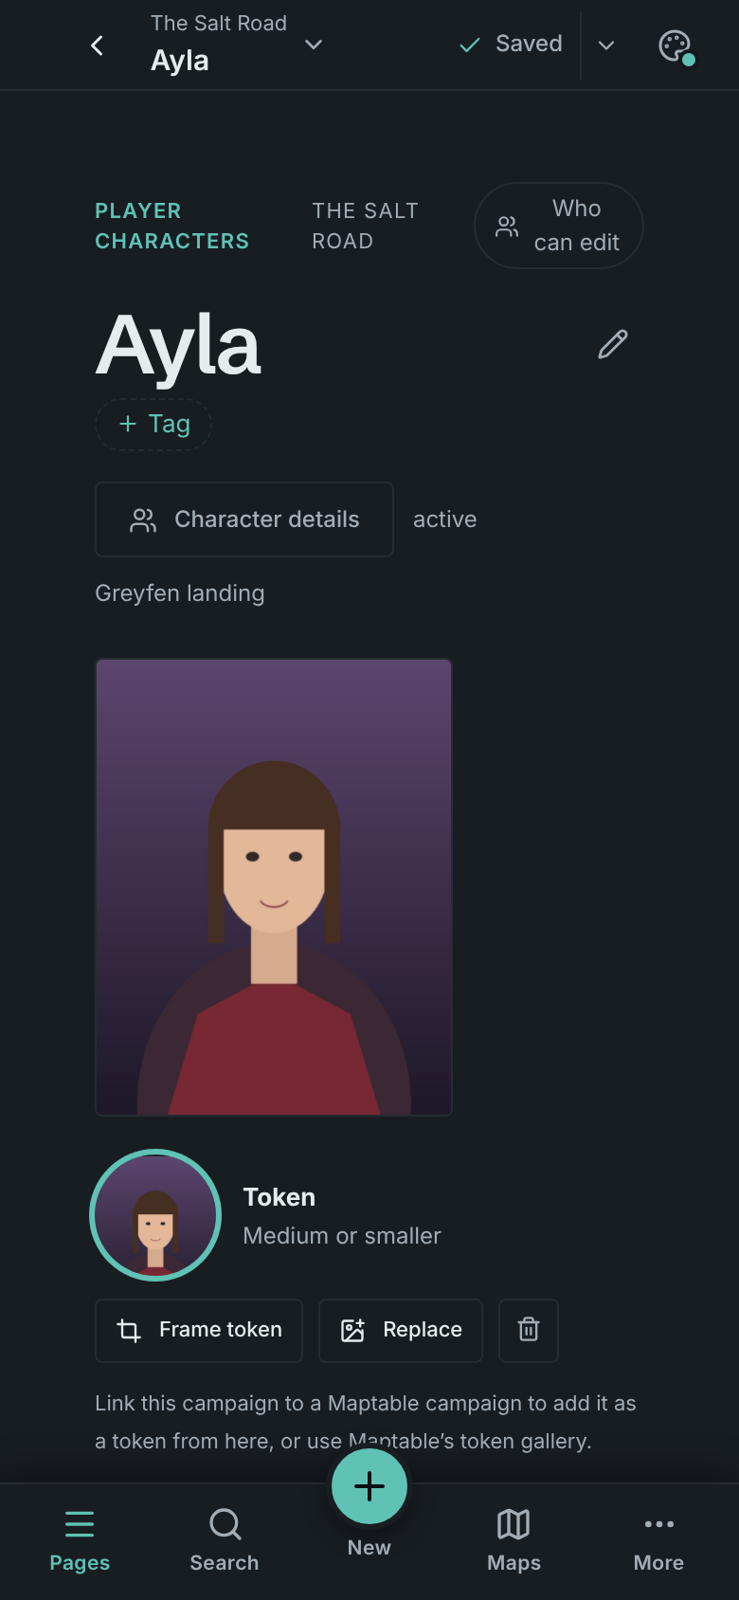 The Salt Road
Ayla
Saved
PLAYER CHARACTERS
THE SALT ROAD
Who can edit
Ayla
+ Tag
Character details
active
Greyfen landing
Token
Medium or smaller
Frame token
Replace
Link this campaign to a Maptable campaign to add it as
a token from here, or use Maptable’s token gallery.
Pages
Search
New
Maps
More